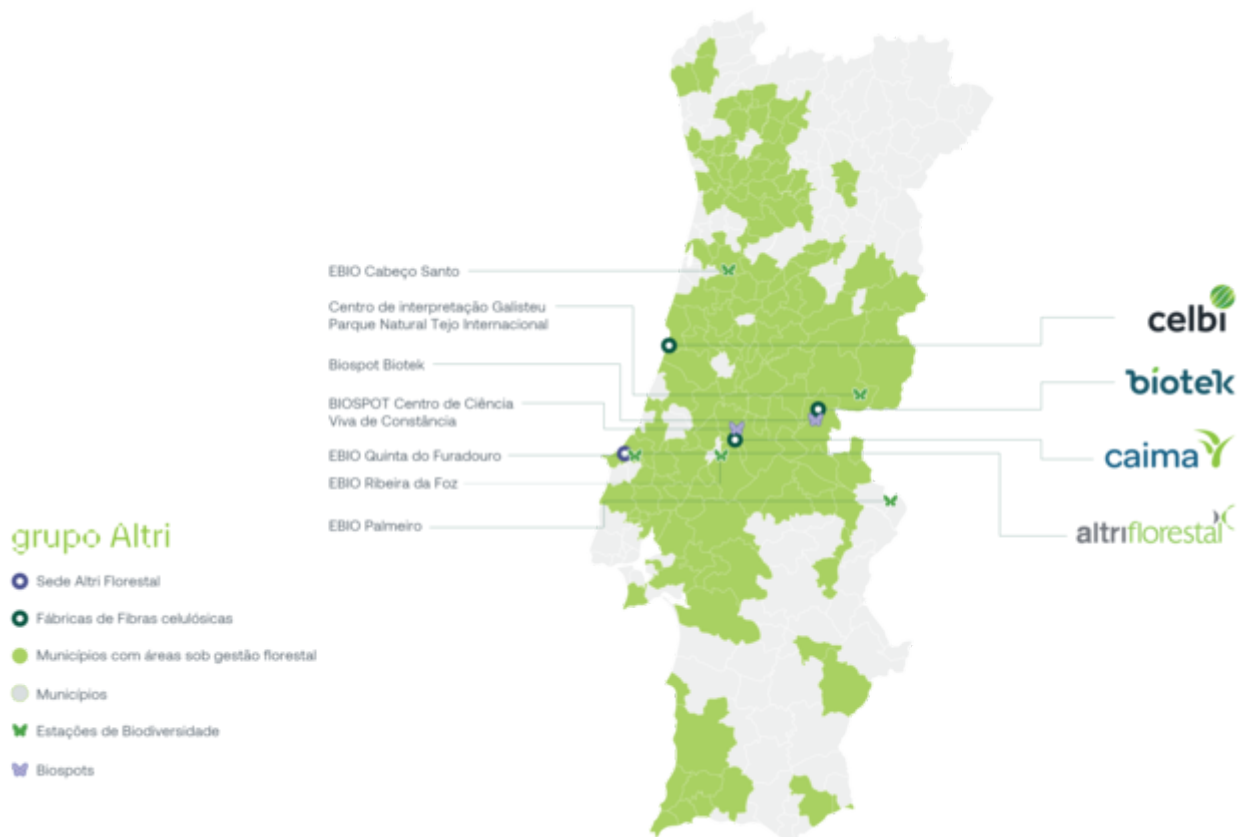 EBIO Cabeço Santo
Centro de interpretação Galisteu
Parque Natural Tejo Internacional
Biospot Biotek
BIOSPOT Centro de Ciência
Viva de Constância
EBIO Quinta do Furadouro
EBIO Ribeira da Foz
EBIO Palmeiro
celbi
biotek
caima
altriflorestal
grupo Altri
Sede Altri Florestal
Fábricas de Fibras celulósicas
Municípios com áreas sob gestão florestal
Municípios
Estações de Biodiversidade
Biospots